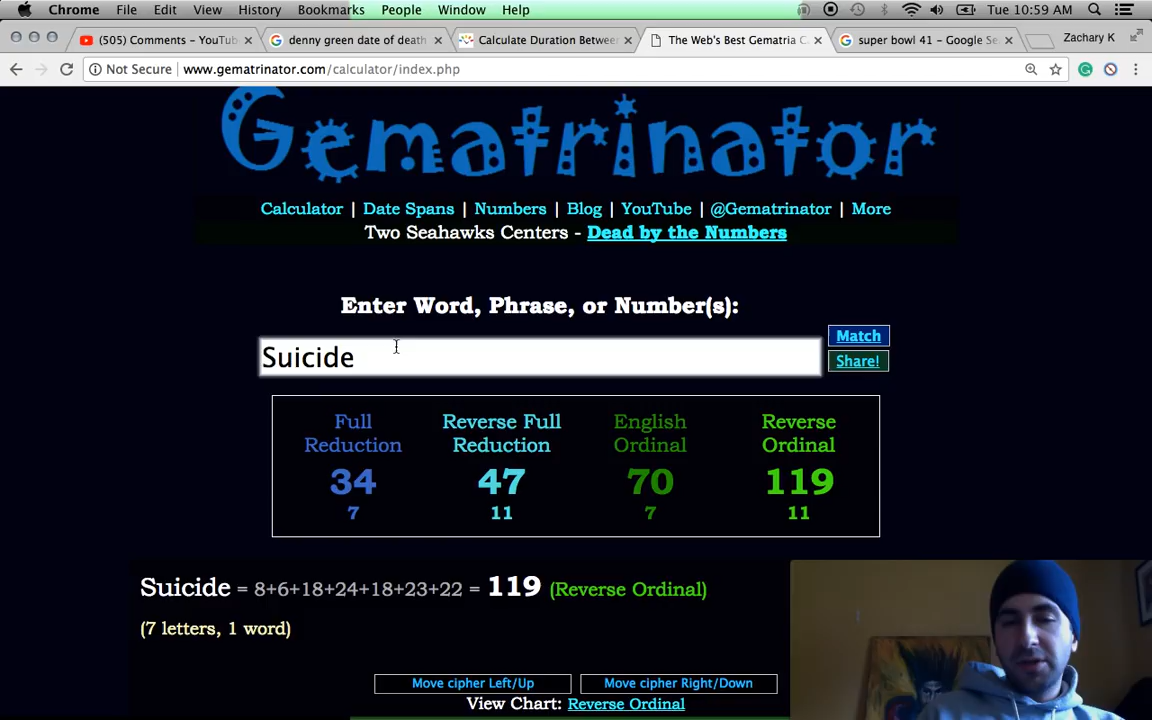 Chrome File Edit View History Bookmarks People Window Help Tue 10:59 AM
(505) Comments - YouTub denny green date of death Calculate Duration Betwee The Web's Best Gematria C super bowl 41 - Google Se Zachary K
Not Secure www.gematrinator.com/calculator/index.php
Gematrinator
Calculator | Date Spans | Numbers | Blog | YouTube | @Gematrinator | More
Two Seahawks Centers - Dead by the Numbers
Enter Word, Phrase, or Number(s):
Suicide
Match
Share!
Full Reduction
34
7
Reverse Full Reduction
47
11
English Ordinal
70
7
Reverse Ordinal
119
11
Suicide = 8+6+18+24+18+23+22 = 119 (Reverse Ordinal)
(7 letters, 1 word)
Move cipher Left/Up Move cipher Right/Down
View Chart: Reverse Ordinal